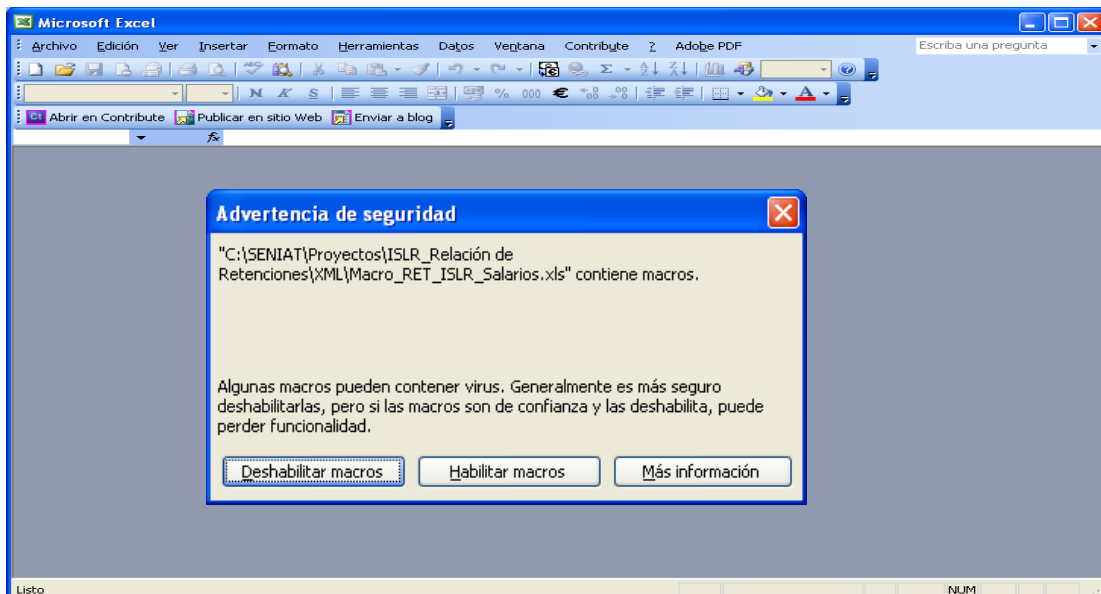 Microsoft Excel
Archivo Edición Ver Insertar Formato Herramientas Datos Ventana Contribute ? Adobe PDF Escriba una pregunta
N K S % 000 €
Abrir en Contribute Publicar en sitio Web Enviar a blog
fx
Advertencia de seguridad
"C:\SENIAT\Proyectos\ISLR_Relación de
Retenciones\XML\Macro_RET_ISLR_Salarios.xls" contiene macros.
Algunas macros pueden contener virus. Generalmente es más seguro
deshabilitarlas, pero si las macros son de confianza y las deshabilita, puede
perder funcionalidad.
Deshabilitar macros Habilitar macros Más información
Listo NUM